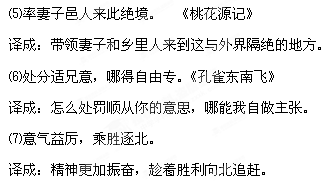 ⑸率妻子邑人来此绝境。 《桃花源记》
译成：带领妻子和乡里人来到这与外界隔绝的地方。
⑹处分适兄意，哪得自由专。《孔雀东南飞》
译成：怎么处罚顺从你的意思，哪能我自做主张。
⑺意气益厉，乘胜逐北。
译成：精神更加振奋，趁着胜利向北追赶。